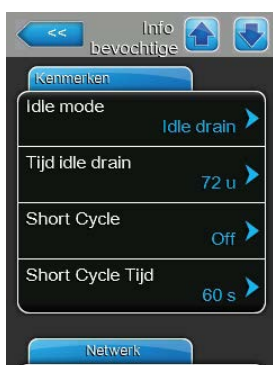 <<
Info
bevochtige
Kenmerken
Idle mode
Idle drain
Tijd idle drain
72 u
Short Cycle
Off
Short Cycle Tijd
60 s
Netwerk